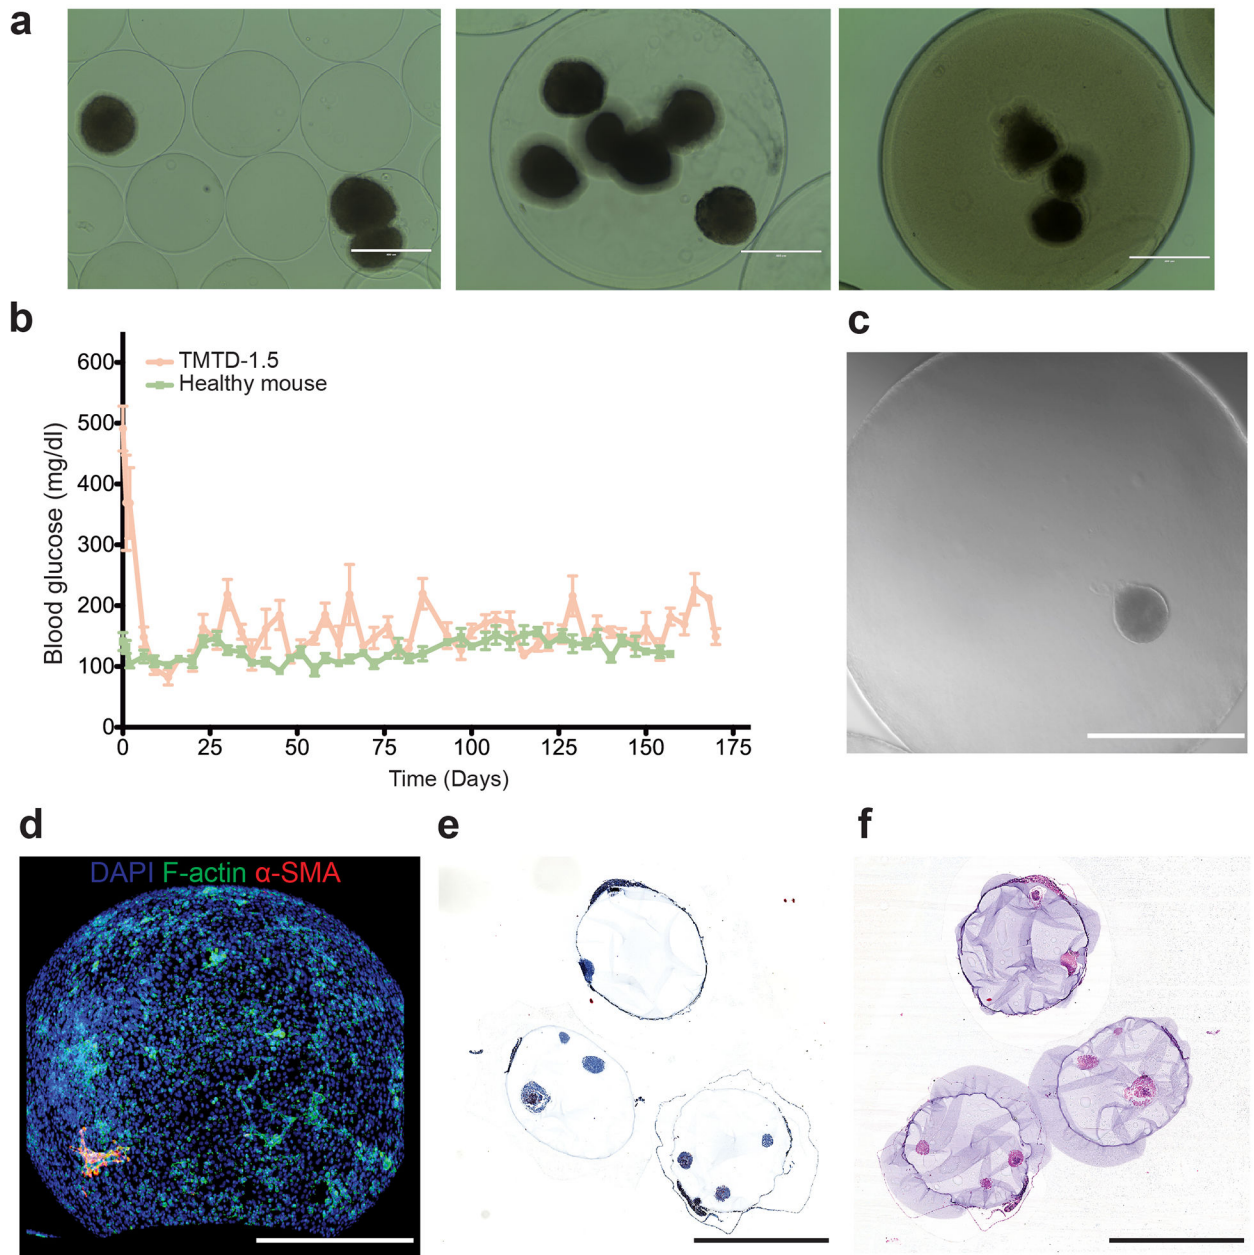 a
b
600
TMTD-1.5
Healthy mouse
500
400
300
200
100
0
Blood glucose (mg/dl)
0 25 50 75 100 125 150 175
Time (Days)
c
d
DAPI F-actin α-SMA
e
f